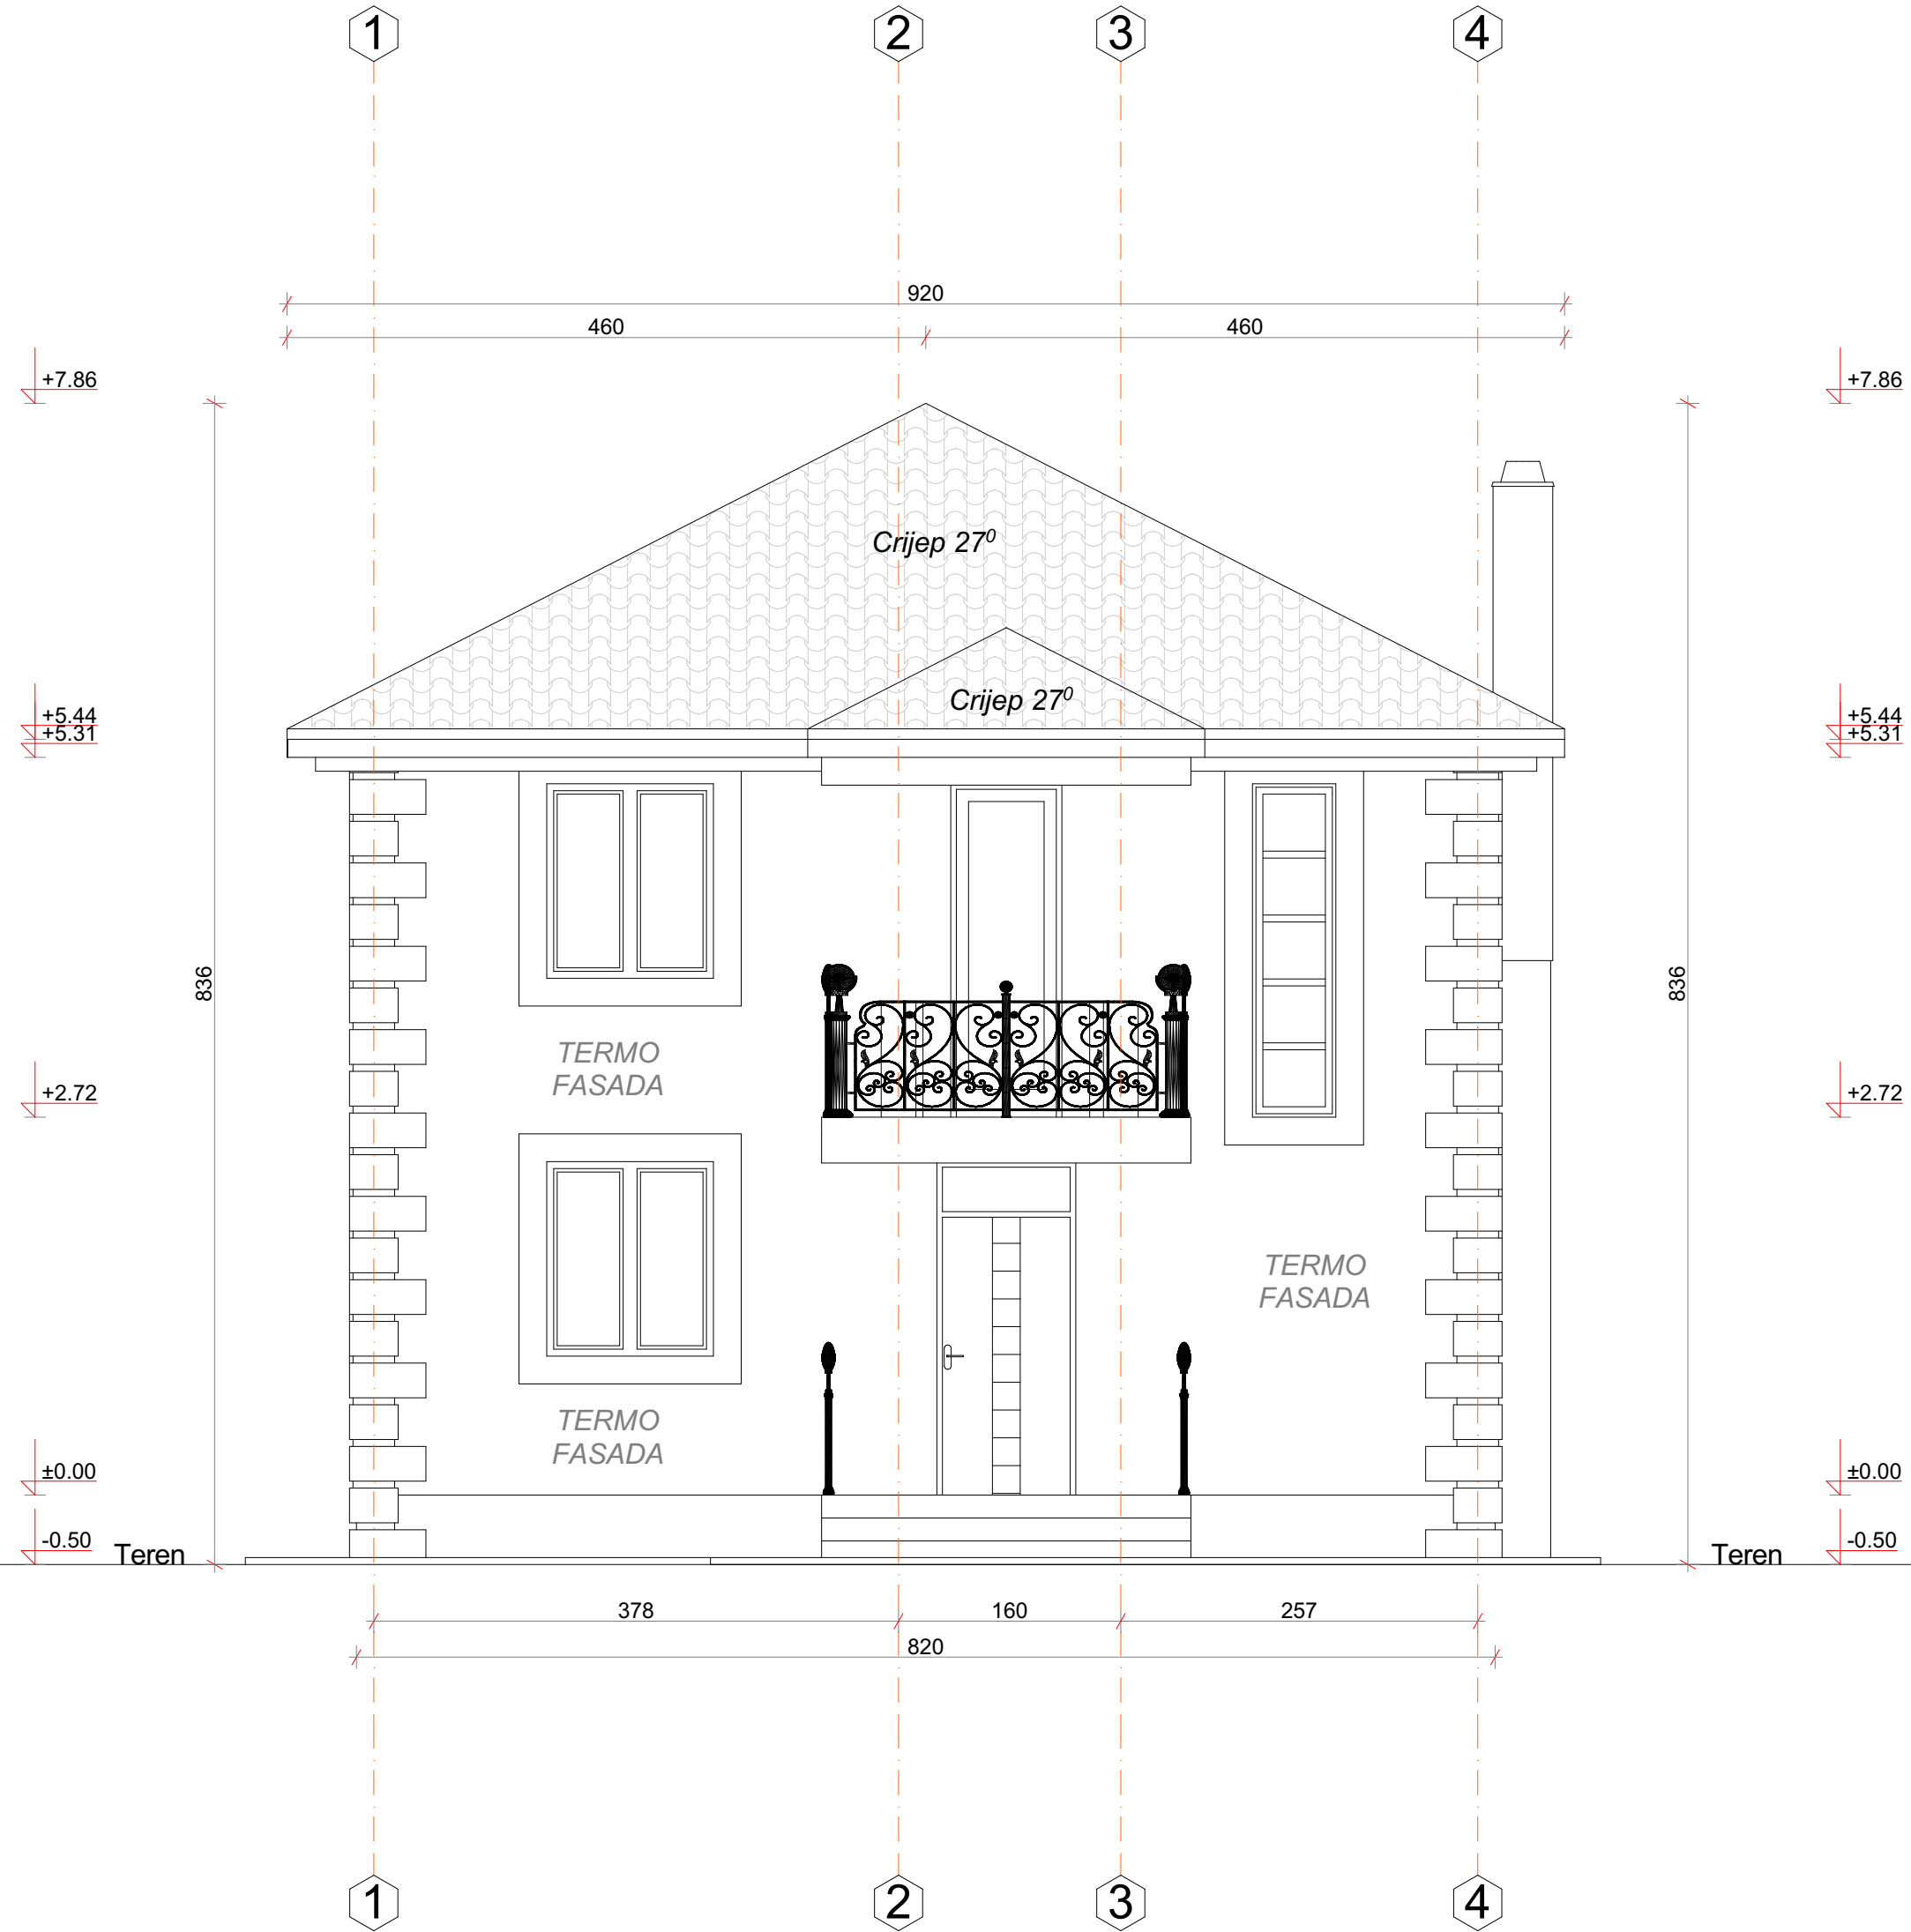 1 2 3 4
920
460 460
+7.86 +7.86
Crijep 27⁰
Crijep 27⁰
+5.44 +5.44
+5.31 +5.31
836 836
TERMO
FASADA
+2.72 +2.72
TERMO
FASADA
TERMO
FASADA
±0.00 ±0.00
-0.50 Teren Teren -0.50
378 160 257
820
1 2 3 4